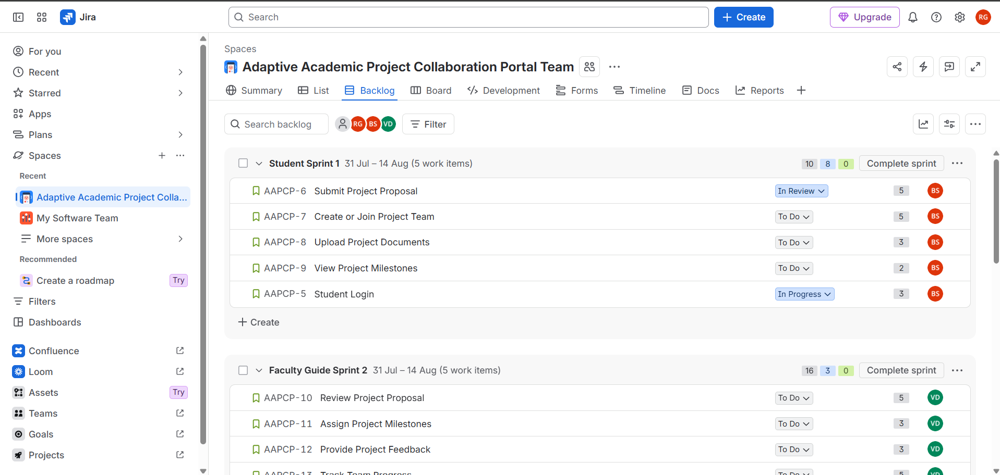 Jira
Search
Create
Upgrade
RG
For you
Recent
Starred
Apps
Plans
Spaces
Recent
Adaptive Academic Project Colla...
My Software Team
More spaces
Recommended
Create a roadmap Try
Filters
Dashboards
Confluence
Loom
Assets Try
Teams
Goals
Projects
Spaces
Adaptive Academic Project Collaboration Portal Team
Summary List Backlog Board Development Forms Timeline Docs Reports
Search backlog RG BS VD Filter
Student Sprint 1 31 Jul – 14 Aug (5 work items) 10 8 0 Complete sprint
AAPCP-6 Submit Project Proposal In Review 5 BS
AAPCP-7 Create or Join Project Team To Do 5 BS
AAPCP-8 Upload Project Documents To Do 3 BS
AAPCP-9 View Project Milestones To Do 2 BS
AAPCP-5 Student Login In Progress 3 BS
Create
Faculty Guide Sprint 2 31 Jul – 14 Aug (5 work items) 16 3 0 Complete sprint
AAPCP-10 Review Project Proposal To Do 5 VD
AAPCP-11 Assign Project Milestones To Do 3 VD
AAPCP-12 Provide Project Feedback To Do 3 VD
AAPCP-13 Track Team Progress To Do 5 VD